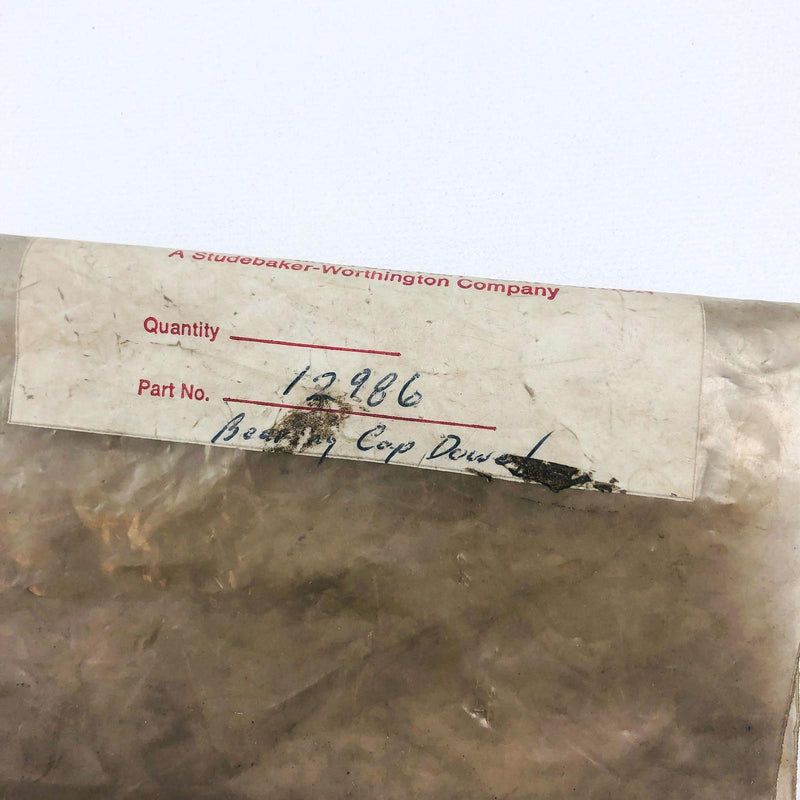 A Studebaker-Worthington Company
Quantity
Part No. 12986
Bearing Cap Dowel